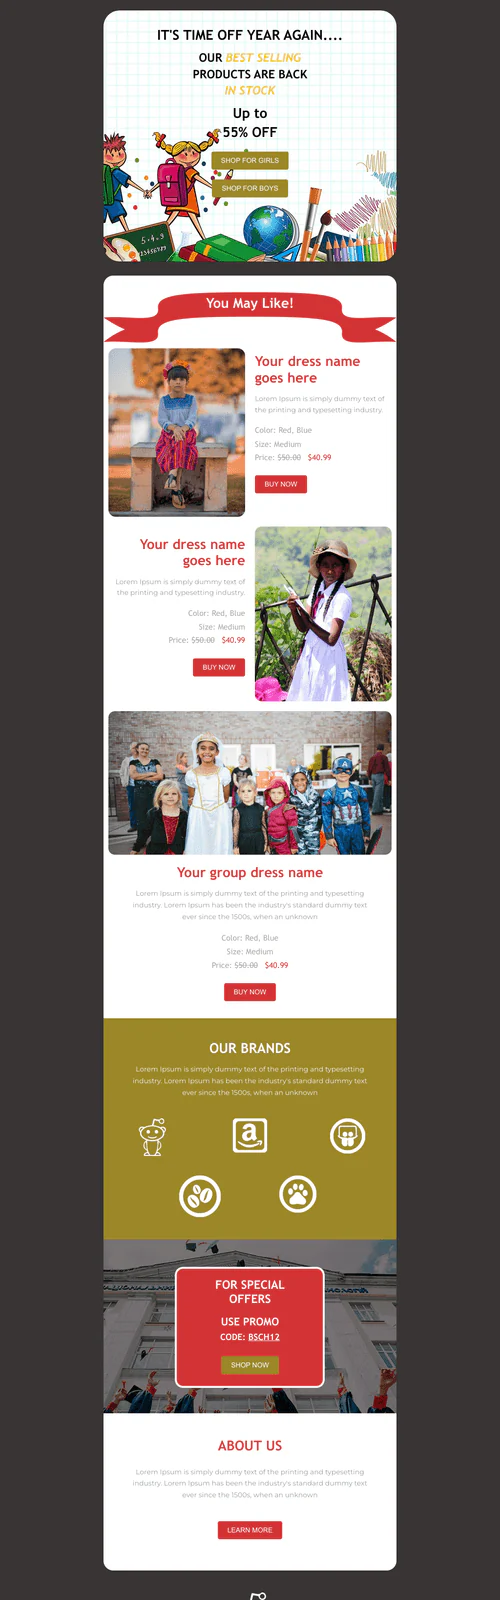 IT'S TIME OFF YEAR AGAIN....
OUR BEST SELLING
PRODUCTS ARE BACK
IN STOCK
Up to
55% OFF
SHOP FOR GIRLS
SHOP FOR BOYS
You May Like!
Your dress name
goes here
Lorem Ipsum is simply dummy text of
the printing and typesetting industry.
Color: Red, Blue
Size: Medium
Price: $50.00 $40.99
BUY NOW
Your dress name
goes here
Lorem Ipsum is simply dummy text of
the printing and typesetting industry.
Color: Red, Blue
Size: Medium
Price: $50.00 $40.99
BUY NOW
Your group dress name
Lorem Ipsum is simply dummy text of the printing and typesetting
industry. Lorem Ipsum has been the industry's standard dummy text
ever since the 1500s, when an unknown
Color: Red, Blue
Size: Medium
Price: $50.00 $40.99
BUY NOW
OUR BRANDS
Lorem Ipsum is simply dummy text of the printing and typesetting
industry. Lorem Ipsum has been the industry's standard dummy text
ever since the 1500s, when an unknown
FOR SPECIAL
OFFERS
USE PROMO
CODE: BSCH12
SHOP NOW
ABOUT US
Lorem Ipsum is simply dummy text of the printing and typesetting
industry. Lorem Ipsum has been the industry's standard dummy text
ever since the 1500s, when an unknown
LEARN MORE